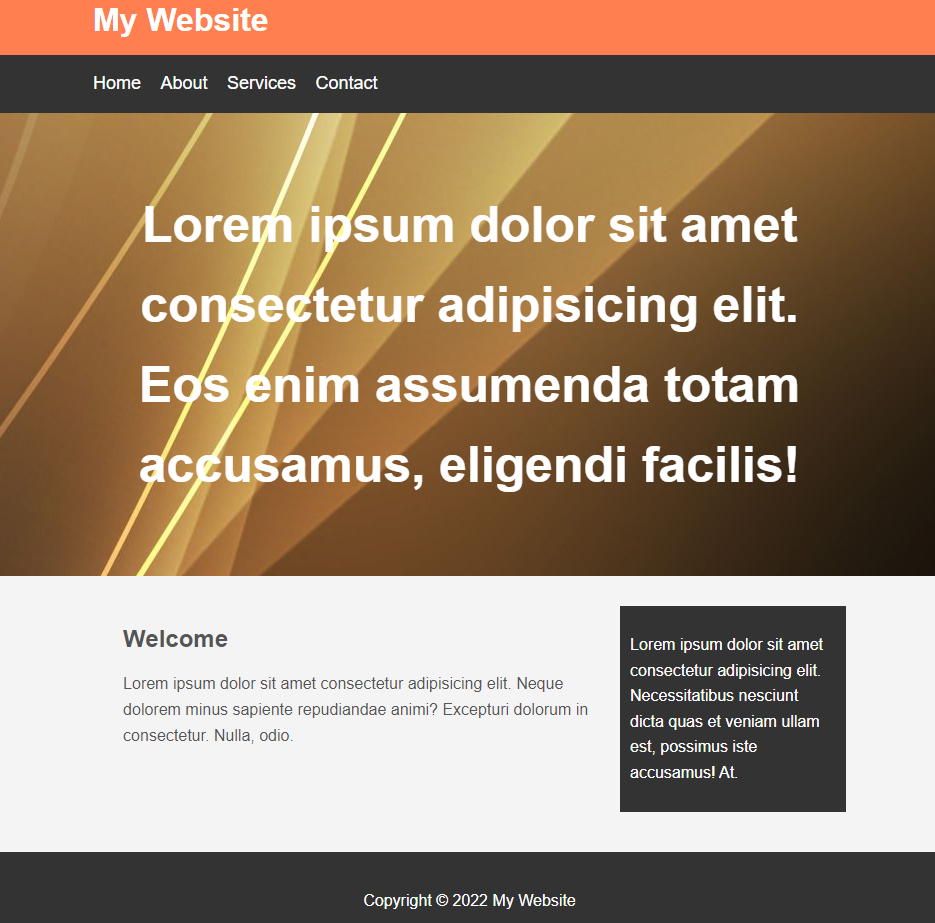 My Website
Home About Services Contact
Lorem ipsum dolor sit amet
consectetur adipisicing elit.
Eos enim assumenda totam
accusamus, eligendi facilis!
Welcome
Lorem ipsum dolor sit amet consectetur adipisicing elit. Neque
dolorem minus sapiente repudiandae animi? Excepturi dolorum in
consectetur. Nulla, odio.
Lorem ipsum dolor sit amet
consectetur adipisicing elit.
Necessitatibus nesciunt
dicta quas et veniam ullam
est, possimus iste
accusamus! At.
Copyright © 2022 My Website